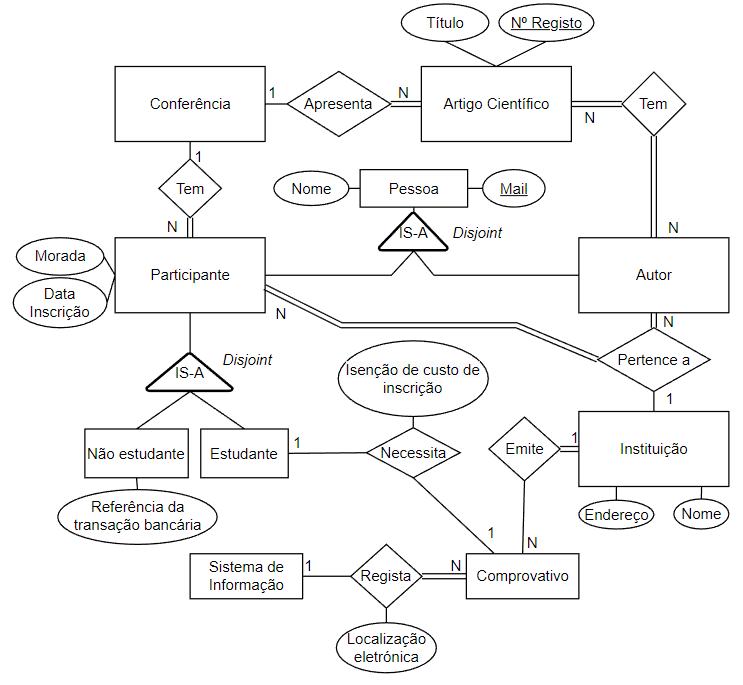 Título
Nº Registo
Conferência
1
Apresenta
N
Artigo Científico
N
Tem
1
Tem
N
Nome
Pessoa
Mail
IS-A
Disjoint
N
Morada
Data
Inscrição
Participante
Autor
N
N
Pertence a
1
IS-A
Disjoint
Isenção de custo de
inscrição
Não estudante
Estudante
1
Necessita
Emite
1
Instituição
Referência da
transação bancária
Endereço
Nome
1
N
Sistema de
Informação
1
Regista
N
Comprovativo
Localização
eletrónica